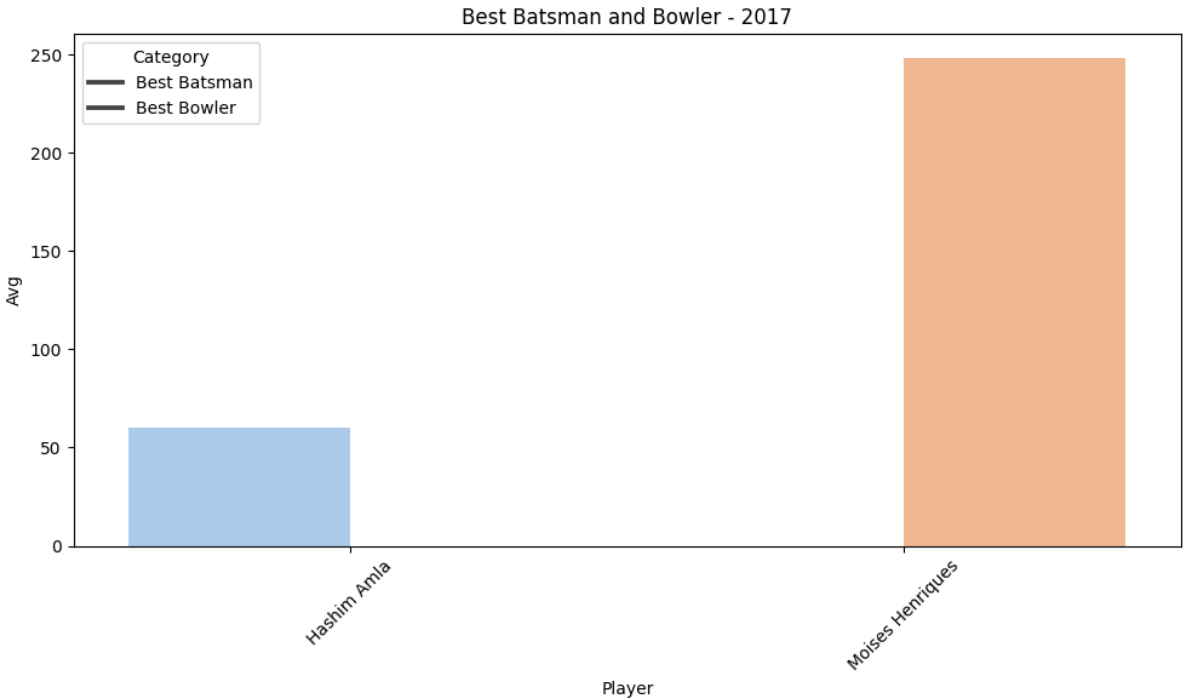 Best Batsman and Bowler - 2017
Category
Best Batsman
Best Bowler
250
200
150
100
50
0
Avg
Hashim Amla
Moises Henriques
Player